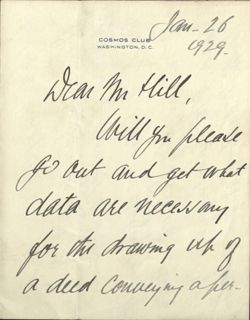 Jan- 26
1929.
COSMOS CLUB
WASHINGTON, D.C.
Dear Mr Hill,
Will you please
go out and get what
data are necessary
for the drawing up of
a deed conveying a per-